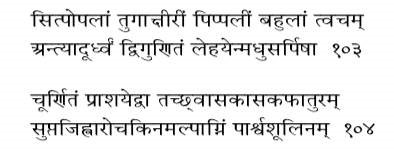 सित्पोपलां तुगाचीरीं पिप्पलीं बहुलां त्वचम्
अन्त्यादूर्ध्वं द्विगुणितं लेहयेन्मधुसर्पिषा १०३
चूर्णितं प्राशयेद्वा तच्छ्वासकासकफातुरम्
सुप्तजिह्वारोचकिनमल्पाग्निं पार्श्वशूलिनम् १०४